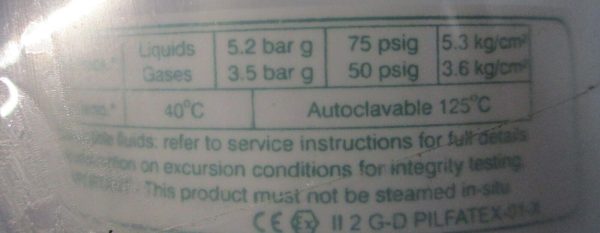 Liquids 5.2 bar g 75 psig 5.3 kg/cm²
Gases 3.5 bar g 50 psig 3.6 kg/cm²
40°C Autoclavable 125°C
fluids: refer to service instructions for full details
on excursion conditions for integrity testing.
- This product must not be steamed in-situ
CE Ex II 2 G-D PILFATEX-01-X